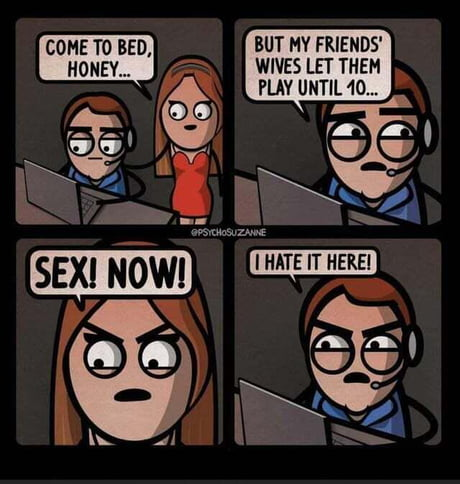 COME TO BED,
HONEY...
BUT MY FRIENDS'
WIVES LET THEM
PLAY UNTIL 10...
@PSYCHOSUZANNE
SEX! NOW!
I HATE IT HERE!